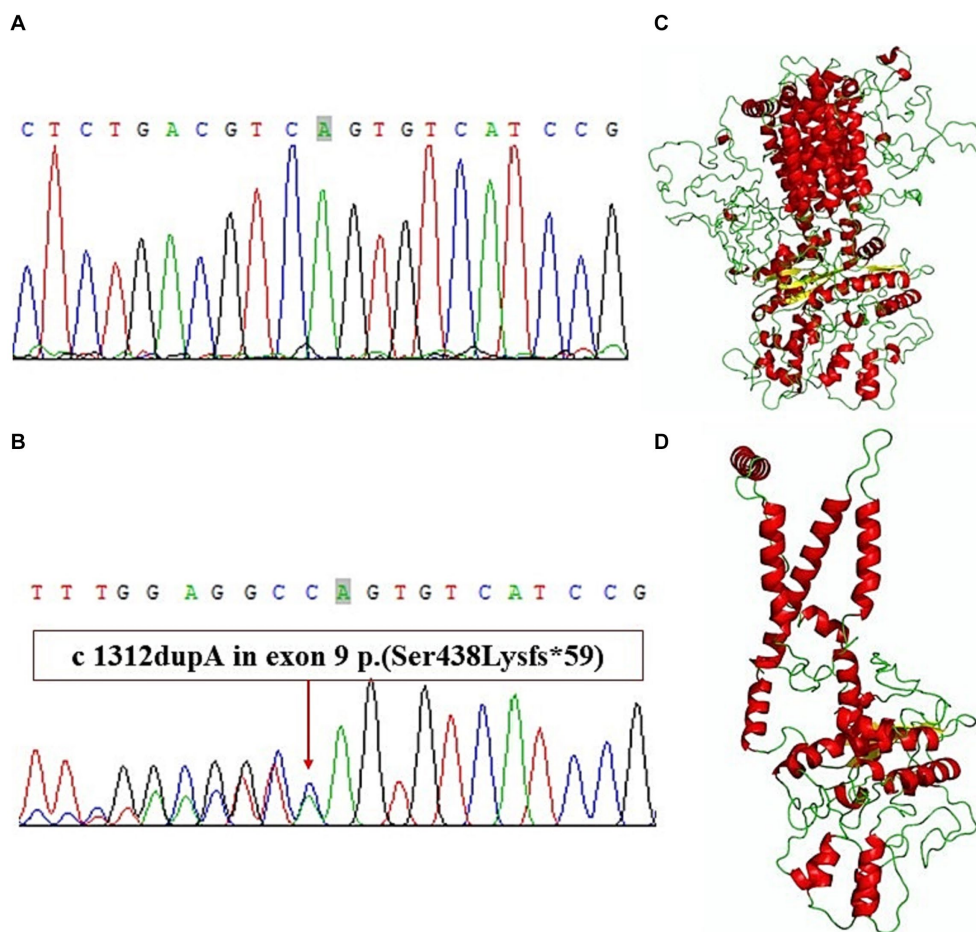 A
C T C T G A C G T C A G T G T C A T C C G
B
T T T G G A G G C C A G T G T C A T C C G
c 1312dupA in exon 9 p.(Ser438Lysfs*59)
C
D